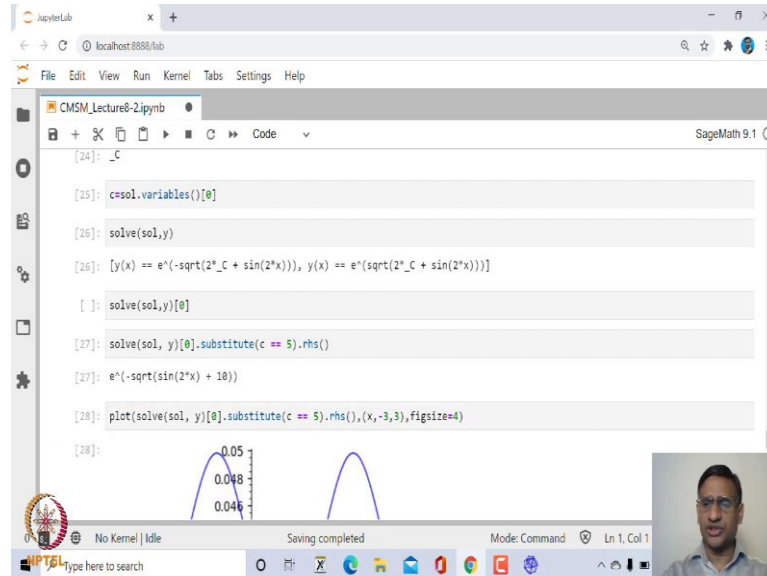 JupyterLab
localhost:8888/lab
File Edit View Run Kernel Tabs Settings Help
CMSM_Lecture8-2.ipynb
Code
SageMath 9.1
[24]: _C
[25]: c=sol.variables()[0]
[26]: solve(sol,y)
[26]: [y(x) == e^(-sqrt(2*_C + sin(2*x))), y(x) == e^(sqrt(2*_C + sin(2*x)))]
[ ]: solve(sol,y)[0]
[27]: solve(sol, y)[0].substitute(c == 5).rhs()
[27]: e^(-sqrt(sin(2*x) + 10))
[28]: plot(solve(sol, y)[0].substitute(c == 5).rhs(),(x,-3,3),figsize=4)
[28]:
0.05
0.048
0.046
No Kernel | Idle Saving completed Mode: Command Ln 1, Col 1
NPTEL
Type here to search